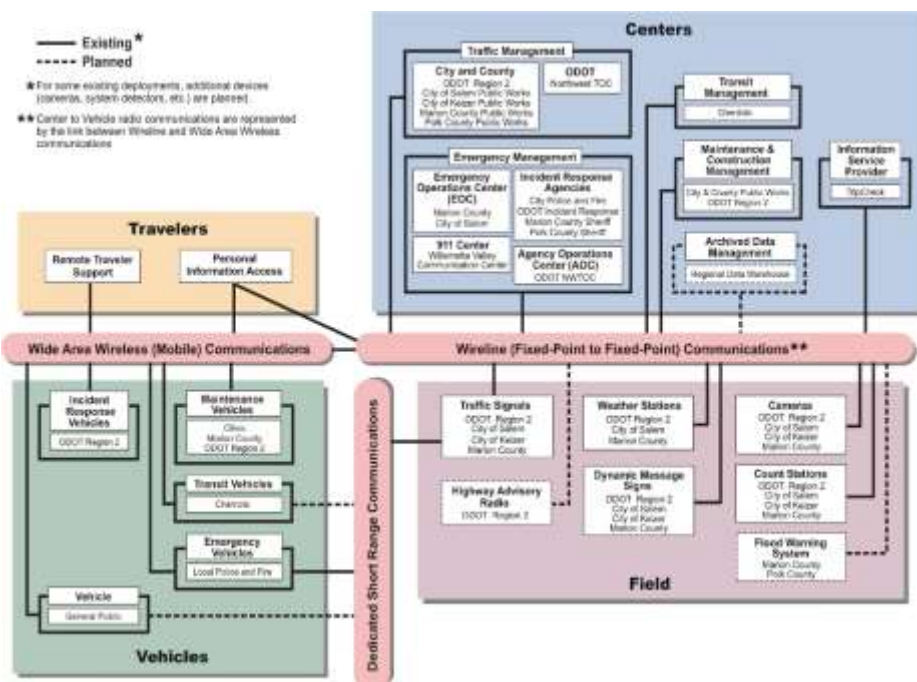 Existing *
Planned
* For some existing deployments, additional devices
(cameras, system detectors, etc.) are planned.
** Center to Vehicle radio communications are represented
by the link between Wireline and Wide Area Wireless
communications
Centers
Traffic Management
City and County
ODOT Region 2
City of Salem Public Works
City of Keizer Public Works
Marion County Public Works
Polk County Public Works
ODOT
Northwest TOC
Emergency Management
Emergency
Operations Center
(EOC)
Marion County
City of Salem
Incident Response
Agencies
City Police and Fire
ODOT Incident Response
Marion County Sheriff
Polk County Sheriff
911 Center
Willamette Valley
Communication Center
Agency Operations
Center (AOC)
ODOT NWTOC
Transit
Management
Cherriots
Maintenance &
Construction Management
City & County Public Works
ODOT Region 2
Information
Service
Provider
TripCheck
Archived Data
Management
Regional Data Warehouse
Travelers
Remote Traveler
Support
Personal
Information Access
Wide Area Wireless (Mobile) Communications
Wireline (Fixed-Point to Fixed-Point) Communications**
Dedicated Short Range Communications
Incident
Response
Vehicles
ODOT Region 2
Maintenance
Vehicles
Cities
Marion County
ODOT Region 2
Transit Vehicles
Cherriots
Emergency
Vehicles
Local Police and Fire
Vehicle
General Public
Vehicles
Traffic Signals
ODOT Region 2
City of Salem
City of Keizer
Marion County
Weather Stations
ODOT Region 2
City of Salem
Marion County
Cameras
ODOT Region 2
City of Salem
City of Keizer
Marion County
Highway Advisory
Radio
ODOT Region 2
Dynamic Message
Signs
ODOT Region 2
City of Salem
City of Keizer
Marion County
Count Stations
ODOT Region 2
City of Salem
City of Keizer
Marion County
Flood Warning
System
Marion County
Polk County
Field